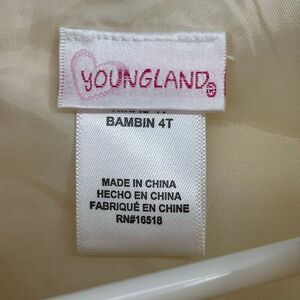 YOUNGLAND®
BAMBIN 4T
MADE IN CHINA
HECHO EN CHINA
FABRIQUÉ EN CHINE
RN#16518